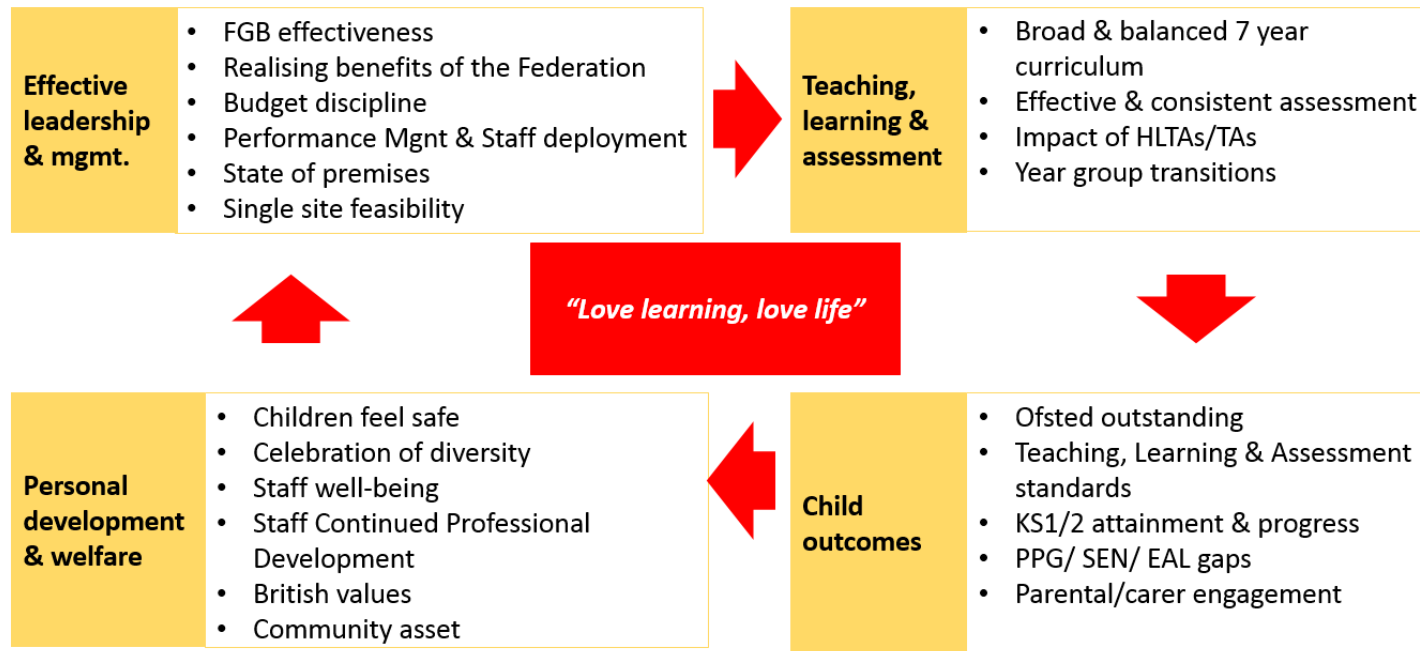 Effective
leadership
& mgmt.
• FGB effectiveness
• Realising benefits of the Federation
• Budget discipline
• Performance Mgnt & Staff deployment
• State of premises
• Single site feasibility
Teaching,
learning &
assessment
• Broad & balanced 7 year
curriculum
• Effective & consistent assessment
• Impact of HLTAs/TAs
• Year group transitions
“Love learning, love life”
Personal
development
& welfare
• Children feel safe
• Celebration of diversity
• Staff well-being
• Staff Continued Professional
Development
• British values
• Community asset
Child
outcomes
• Ofsted outstanding
• Teaching, Learning & Assessment
standards
• KS1/2 attainment & progress
• PPG/ SEN/ EAL gaps
• Parental/carer engagement